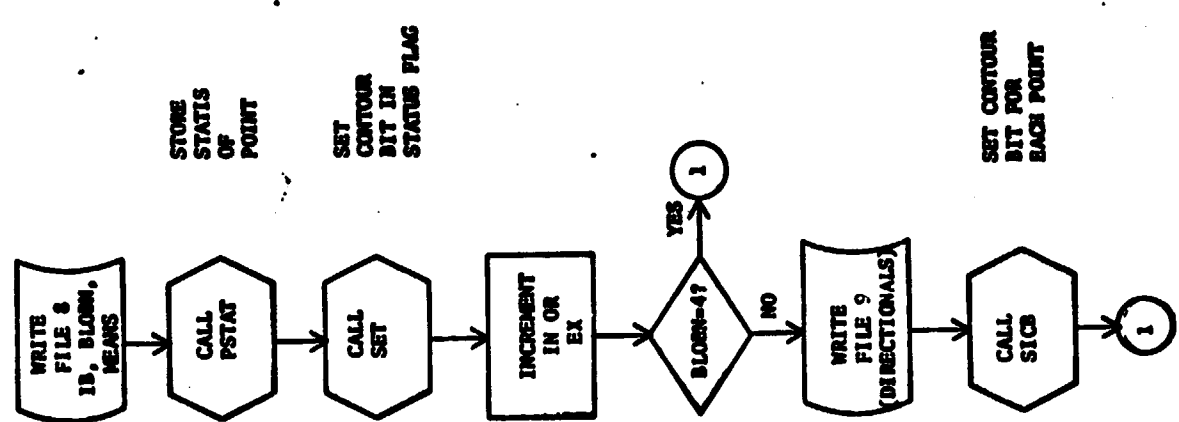 WRITE
FILE 8
IB, BLOBN,
MEANS
CALL
PSTAT
STORE
STATIS
OF
POINT
CALL
SET
SET
CONTOUR
BIT IN
STATUS FLAG
INCREMENT
IN OR
EX
BLOBN=4?
YES
1
NO
WRITE
FILE 9
(DIRECTIONALS)
CALL
SICB
SET CONTOUR
BIT FOR
EACH POINT
1